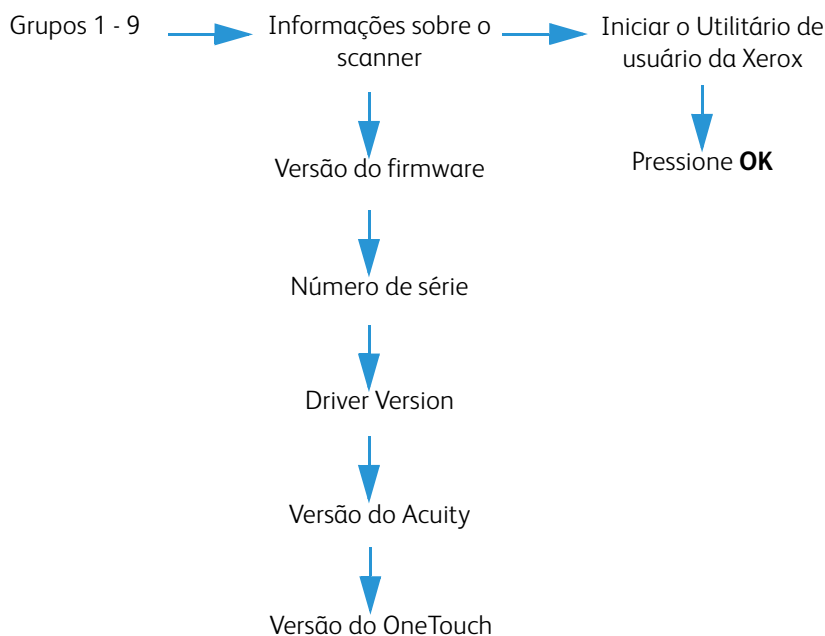 Grupos 1 - 9
Informações sobre o
scanner
Iniciar o Utilitário de
usuário da Xerox
Versão do firmware
Pressione OK
Número de série
Driver Version
Versão do Acuity
Versão do OneTouch